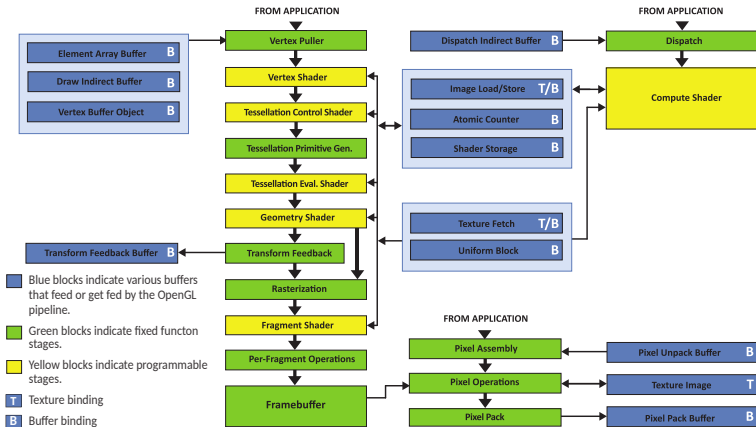 FROM APPLICATION
Vertex Puller
Element Array Buffer B
Draw Indirect Buffer B
Vertex Buffer Object B
Vertex Shader
Tessellation Control Shader
Tessellation Primitive Gen.
Tessellation Eval. Shader
Geometry Shader
Transform Feedback Buffer B
Transform Feedback
Rasterization
Fragment Shader
Per-Fragment Operations
Framebuffer
Blue blocks indicate various buffers
that feed or get fed by the OpenGL
pipeline.
Green blocks indicate fixed functon
stages.
Yellow blocks indicate programmable
stages.
T Texture binding
B Buffer binding
FROM APPLICATION
Dispatch Indirect Buffer B
Dispatch
Image Load/Store T/B
Atomic Counter B
Shader Storage B
Compute Shader
Texture Fetch T/B
Uniform Block B
FROM APPLICATION
Pixel Assembly
Pixel Unpack Buffer B
Pixel Operations
Texture Image T
Pixel Pack
Pixel Pack Buffer B